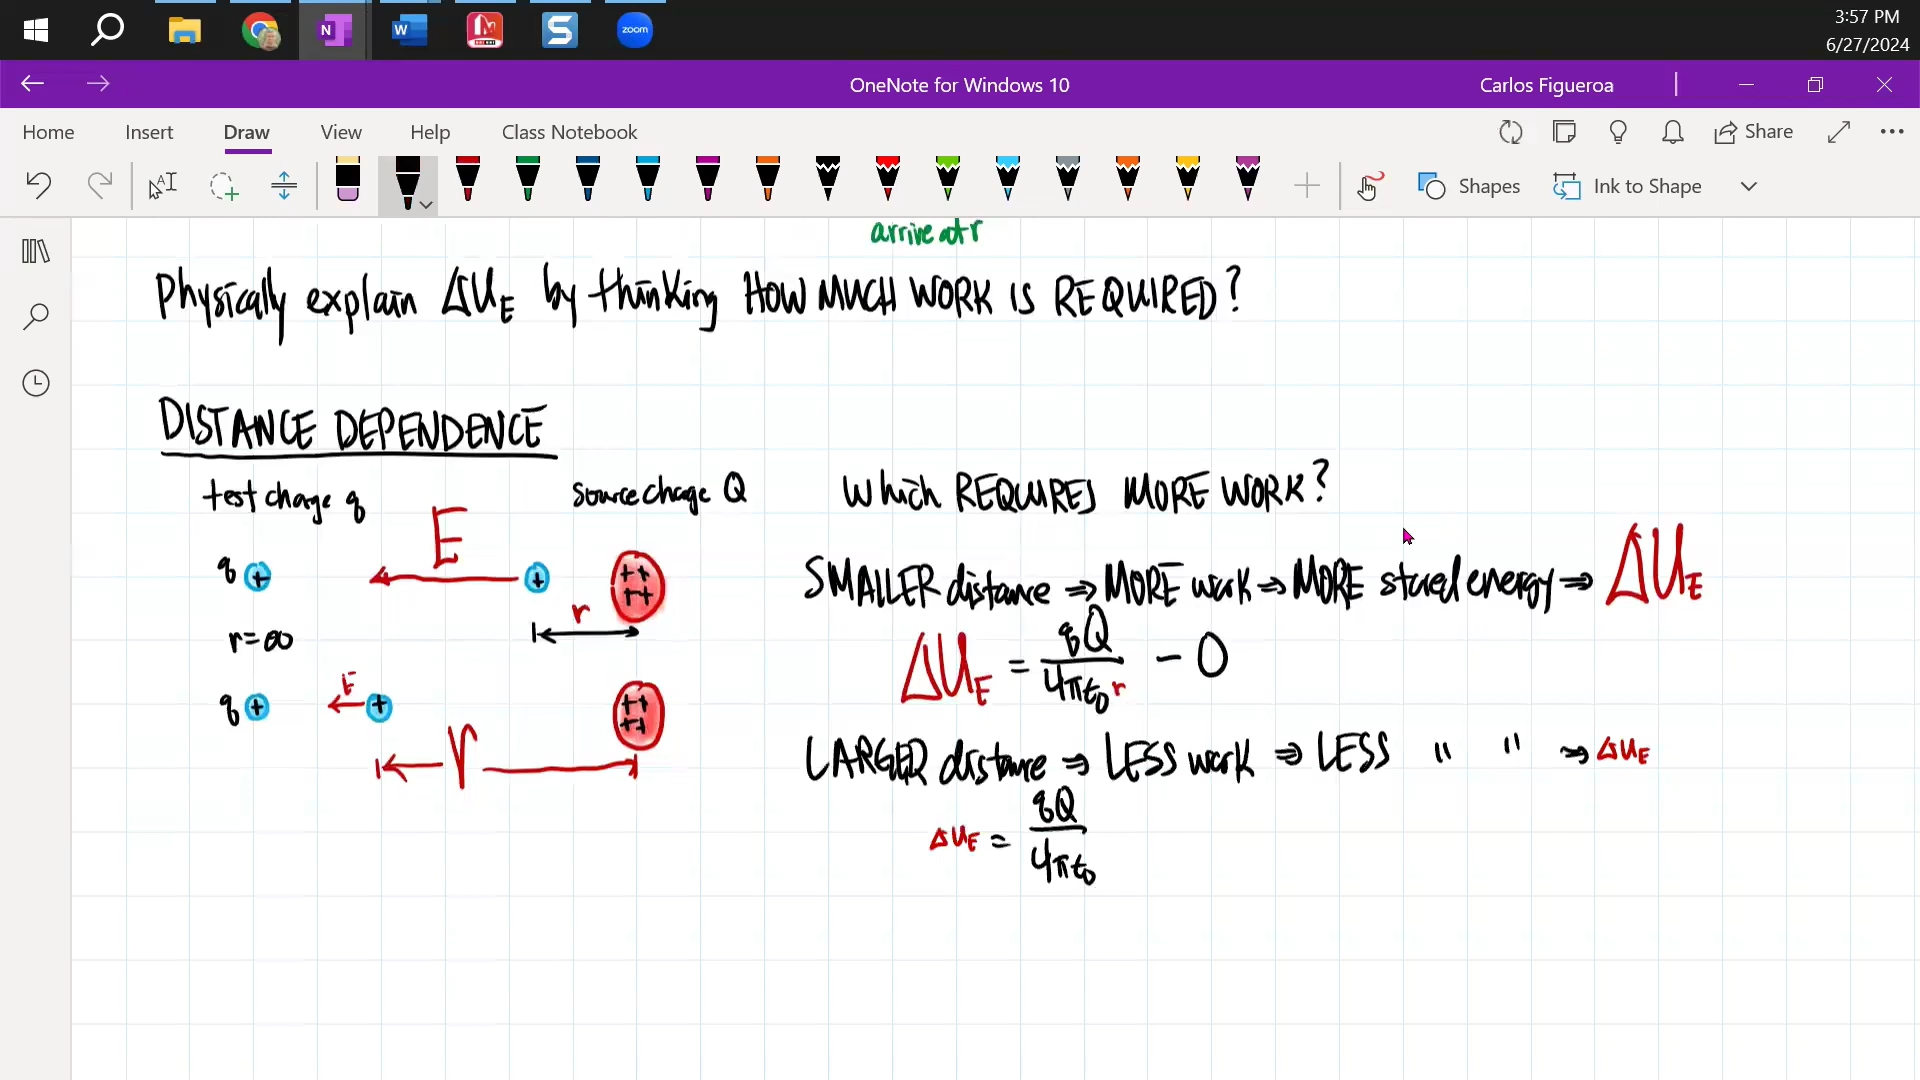 3:57 PM
6/27/2024
N
W
S
zoom
OneNote for Windows 10
Carlos Figueroa
Home Insert Draw View Help Class Notebook
Share
Shapes
Ink to Shape
arrive at r
Physically explain ΔU_E by thinking HOW MUCH WORK IS REQUIRED?
DISTANCE DEPENDENCE
test charge q
source charge Q
Which REQUIRES MORE WORK?
E
q + + ++ ++
r
r=∞
SMALLER distance ⇒ MORE work ⇒ MORE stored energy ⇒ ΔU_E
ΔU_E = qQ/4πε₀r - 0
E
q + + ++ ++
r
LARGER distance ⇒ LESS work ⇒ LESS " " ⇒ ΔU_E
ΔU_E = qQ/4πε₀